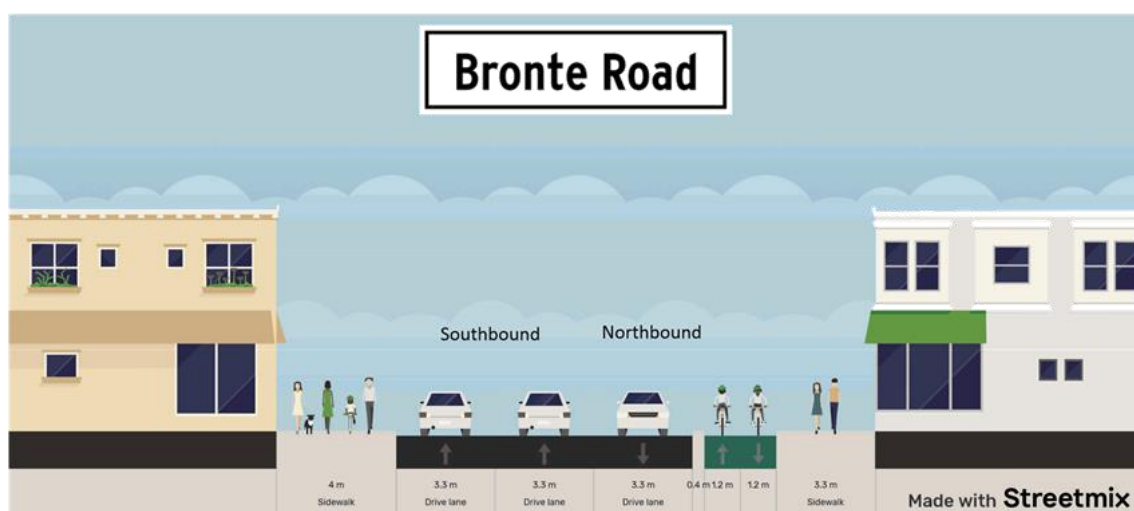 Bronte Road
Southbound Northbound
4 m 3.3 m 3.3 m 3.3 m 0.4 m 1.2 m 1.2 m 3.3 m
Sidewalk Drive lane Drive lane Drive lane Sidewalk
Made with Streetmix